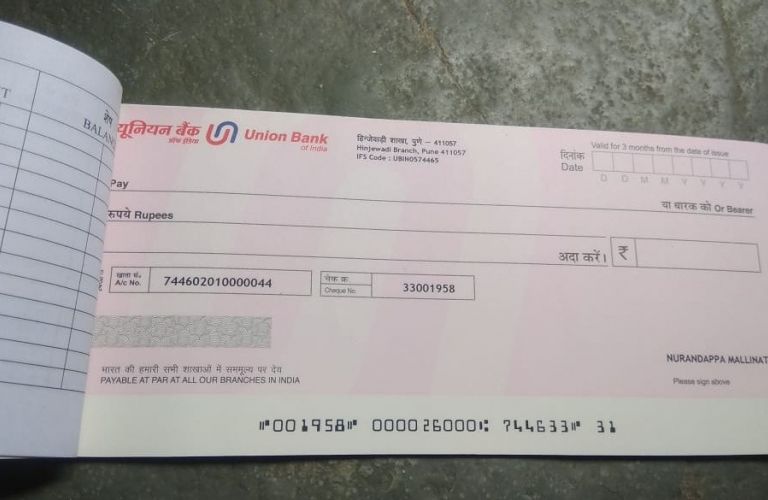 T
शेष
BALAN
यूनियन बैंक
ऑफ इंडिया
Union Bank
of India
हिन्जेवाड़ी शाखा, पुणे – 411057
Hinjewadi Branch, Pune 411057
IFS Code : UBIN0574465
Valid for 3 months from the date of issue
दिनांक
Date
D D M M Y Y Y Y
Pay
या धारक को Or Bearer
रुपये Rupees
अदा करें। ₹
खाता सं.
A/c No. 744602010000044
चेक क्र.
Cheque No. 33001958
भारत की हमारी सभी शाखाओं में सममूल्य पर देय
PAYABLE AT PAR AT ALL OUR BRANCHES IN INDIA
NURANDAPPA MALLINAT
Please sign above
⑈001958⑈ 000026000⑆ 744633⑈ 31